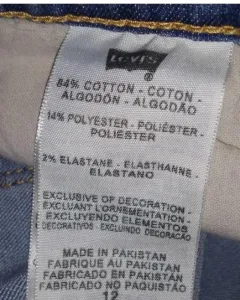 LEVI'S
®
84% COTTON - COTON -
ALGODÓN - ALGODÃO
14% POLYESTER - POLIÉSTER -
POLIESTER
2% ELASTANE - ELASTHANNE -
ELASTANO
EXCLUSIVE OF DECORATION -
EXCLUANT L'ORNEMENTATION -
EXCLUYENDO ELEMENTOS
DECORATIVOS - EXCLUINDO DECORAÇÃO
MADE IN PAKISTAN
FABRIQUÉ AU PAKISTAN
FABRICADO EN PAKISTAN
FABRICADO NO PAQUISTÃO
12